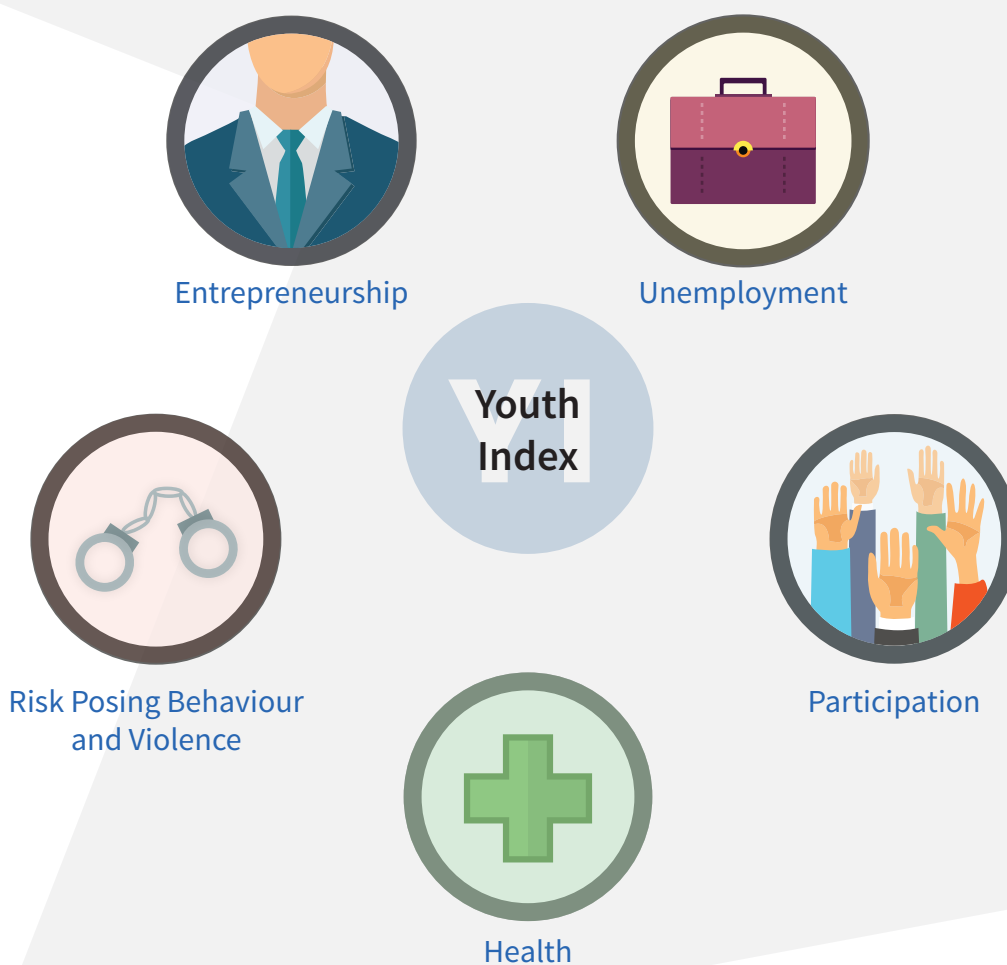 Entrepreneurship
Unemployment
YI
Youth
Index
Risk Posing Behaviour
and Violence
Participation
Health